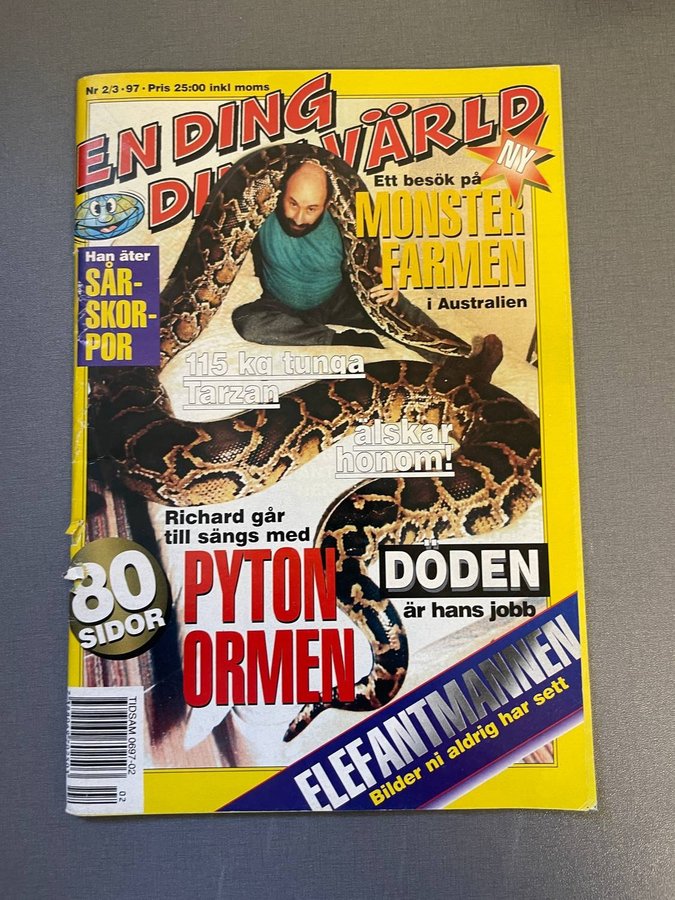 Nr 2/3 • 97 • Pris 25:00 inkl moms
EN DING
VÄRLD
NY
Ett besök på
MONSTER
FARMEN
i Australien
Han äter
SÅR-
SKOR-
POR
115 kg tunga
Tarzan
älskar
honom!
Richard går
till sängs med
PYTON
ORMEN
DÖDEN
är hans jobb
80
SIDOR
ELEFANTMANNEN
Bilder ni aldrig har sett
TIDSAM 0697-02
02